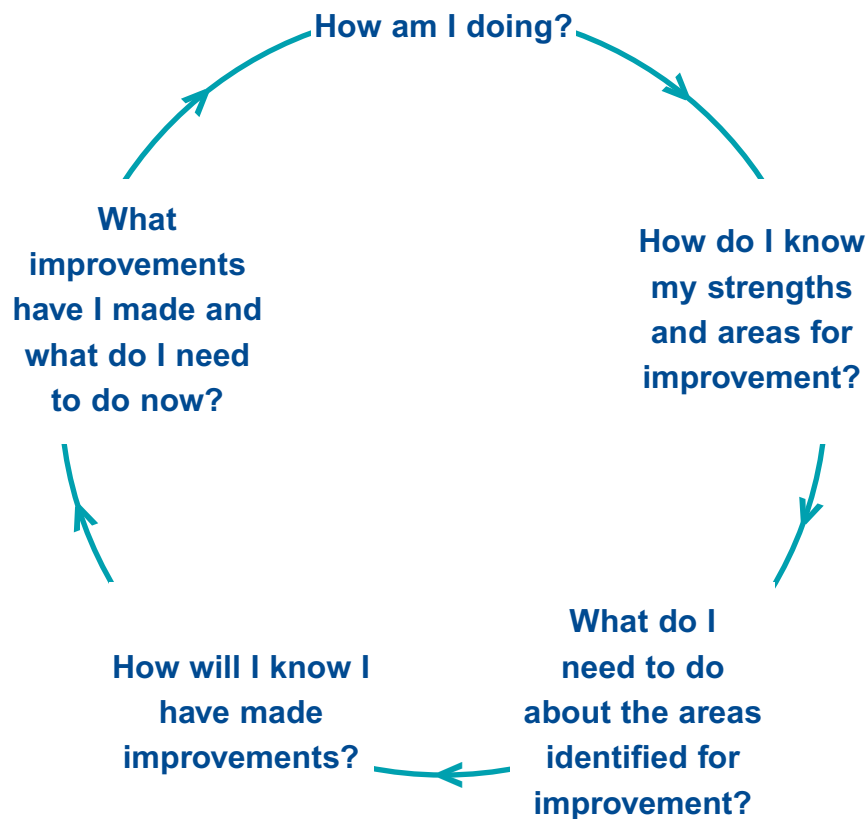 How am I doing?
How do I know
my strengths
and areas for
improvement?
What do I
need to do
about the areas
identified for
improvement?
How will I know I
have made
improvements?
What
improvements
have I made and
what do I need
to do now?